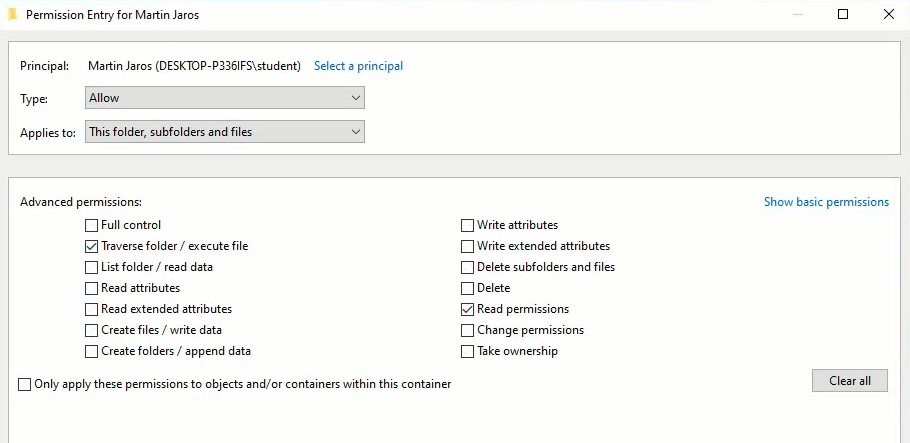 Permission Entry for Martin Jaros
Principal: Martin Jaros (DESKTOP-P336IFS\student) Select a principal
Type: Allow
Applies to: This folder, subfolders and files
Advanced permissions: Show basic permissions
Full control Write attributes
Traverse folder / execute file Write extended attributes
List folder / read data Delete subfolders and files
Read attributes Delete
Read extended attributes Read permissions
Create files / write data Change permissions
Create folders / append data Take ownership
Only apply these permissions to objects and/or containers within this container
Clear all